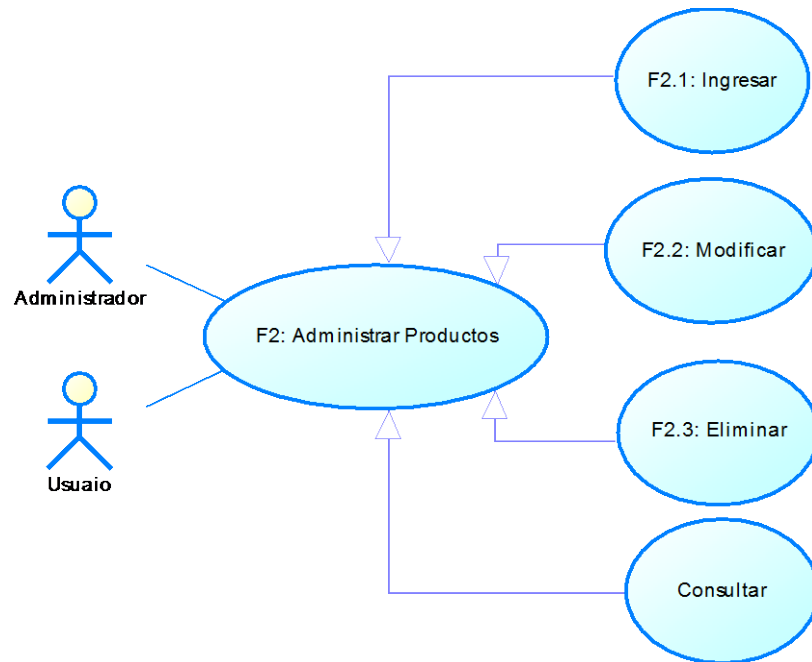 F2.1: Ingresar
F2.2: Modificar
Administrador
F2: Administrar Productos
F2.3: Eliminar
Usuaio
Consultar